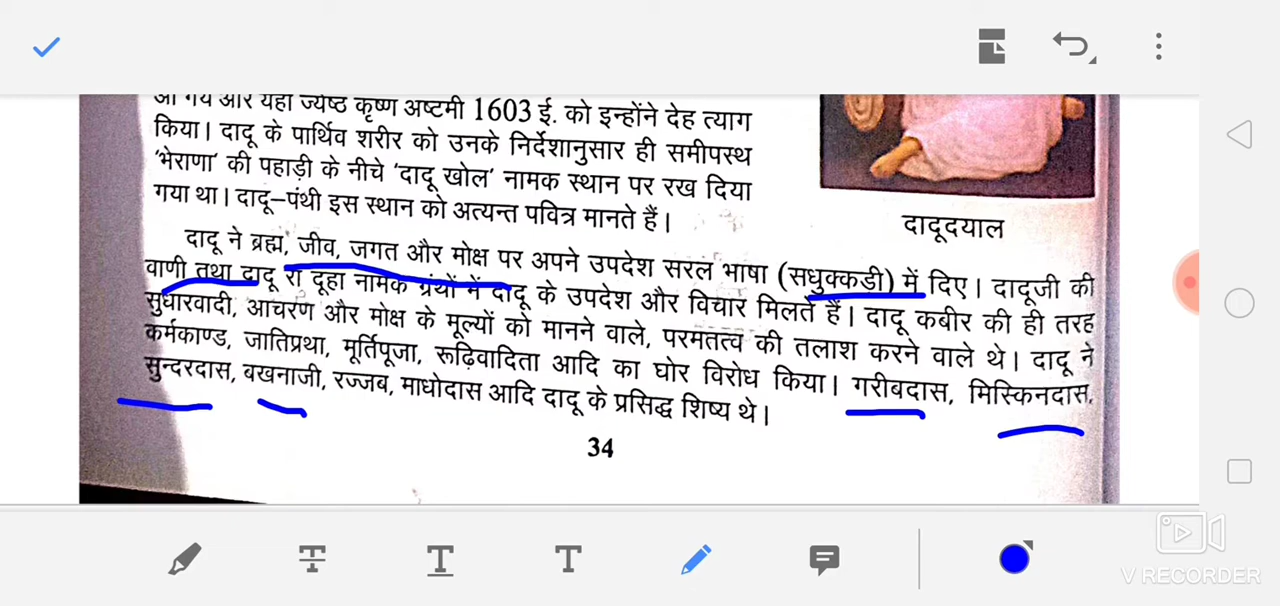 आ गये और यहाँ ज्येष्ठ कृष्ण अष्टमी 1603 ई. को इन्होंने देह त्याग
किया। दादू के पार्थिव शरीर को उनके निर्देशानुसार ही समीपस्थ
'भेराणा' की पहाड़ी के नीचे 'दादू खोल' नामक स्थान पर रख दिया
गया था। दादू-पंथी इस स्थान को अत्यन्त पवित्र मानते हैं।
दादूदयाल
दादू ने ब्रह्म, जीव, जगत और मोक्ष पर अपने उपदेश सरल भाषा (सधुक्कडी) में दिए। दादूजी की
वाणी तथा दादू रा दूहा नामक ग्रंथों में दादू के उपदेश और विचार मिलते हैं। दादू कबीर की ही तरह
सुधारवादी, आचरण और मोक्ष के मूल्यों को मानने वाले, परमतत्व की तलाश करने वाले थे। दादू ने
कर्मकाण्ड, जातिप्रथा, मूर्तिपूजा, रूढ़िवादिता आदि का घोर विरोध किया। गरीबदास, मिस्किनदास,
सुन्दरदास, बखनाजी, रज्जब, माधोदास आदि दादू के प्रसिद्ध शिष्य थे।
34
T
T
T
V RECORDER